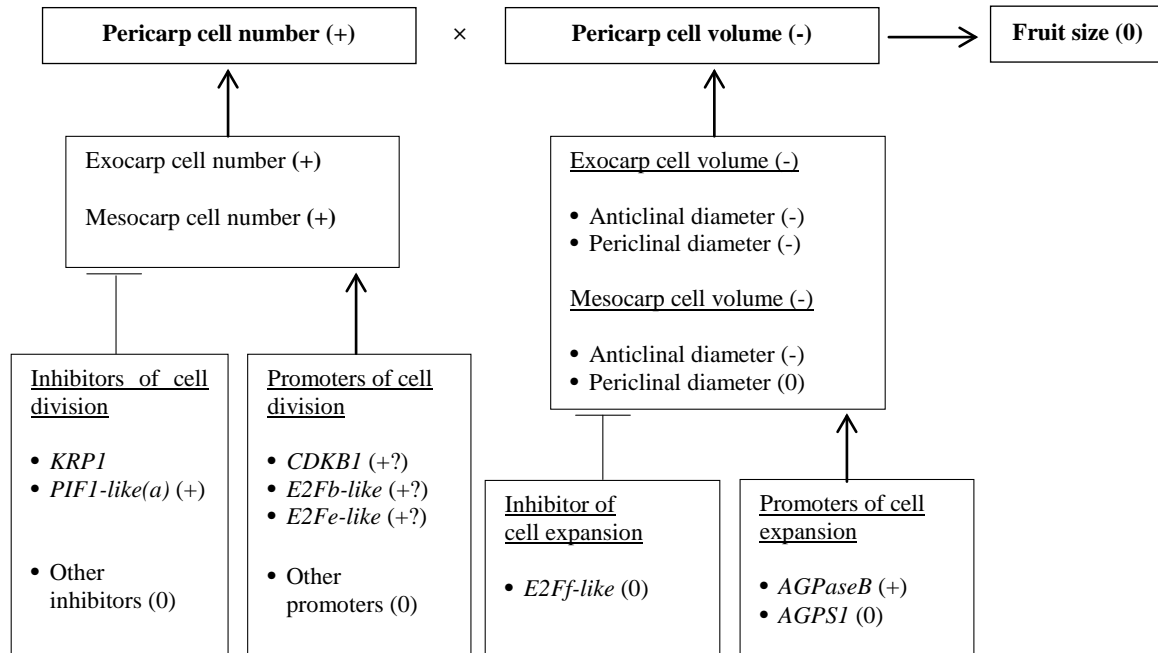 Pericarp cell number (+)
×
Pericarp cell volume (-)
Fruit size (0)
Exocarp cell number (+)
Mesocarp cell number (+)
Exocarp cell volume (-)
• Anticlinal diameter (-)
• Periclinal diameter (-)
Mesocarp cell volume (-)
• Anticlinal diameter (-)
• Periclinal diameter (0)
Inhibitors of cell
division
• KRP1
• PIF1-like(a) (+)
• Other
inhibitors (0)
Promoters of cell
division
• CDKB1 (+?)
• E2Fb-like (+?)
• E2Fe-like (+?)
• Other
promoters (0)
Inhibitor of
cell expansion
• E2Ff-like (0)
Promoters of cell
expansion
• AGPaseB (+)
• AGPS1 (0)